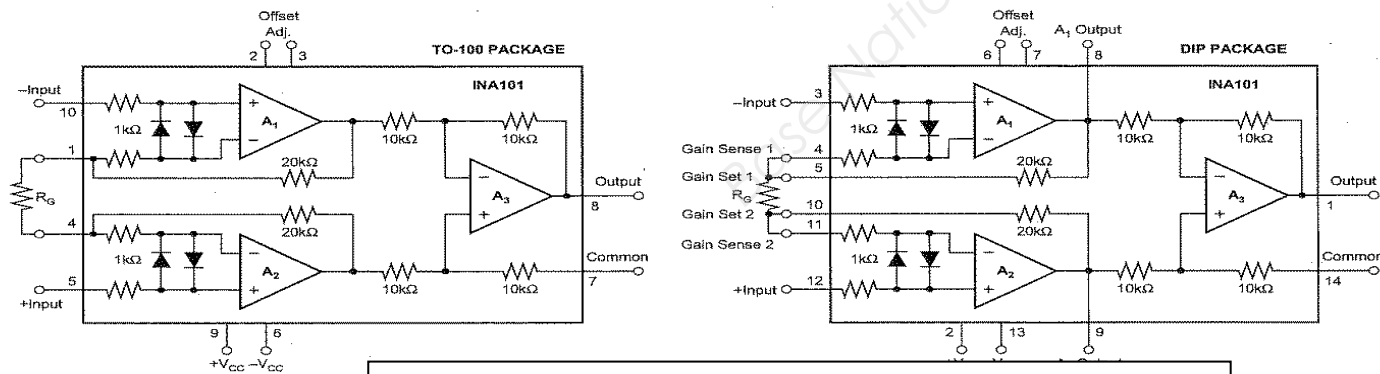 Offset
Adj.
2 3
TO-100 PACKAGE
INA101
–Input
10
1kΩ
A1
10kΩ
10kΩ
1
20kΩ
RG
A3
Output
8
4
20kΩ
1kΩ
A2
10kΩ
10kΩ
Common
7
5
+Input
9 6
+VCC –VCC
Offset
Adj.
6 7
A1 Output
8
DIP PACKAGE
INA101
–Input
3
1kΩ
A1
10kΩ
10kΩ
Gain Sense 1
4
20kΩ
Gain Set 1
5
RG
A3
Output
1
Gain Set 2
10
20kΩ
Gain Sense 2
11
1kΩ
A2
10kΩ
10kΩ
Common
14
+Input
12
2 13 9